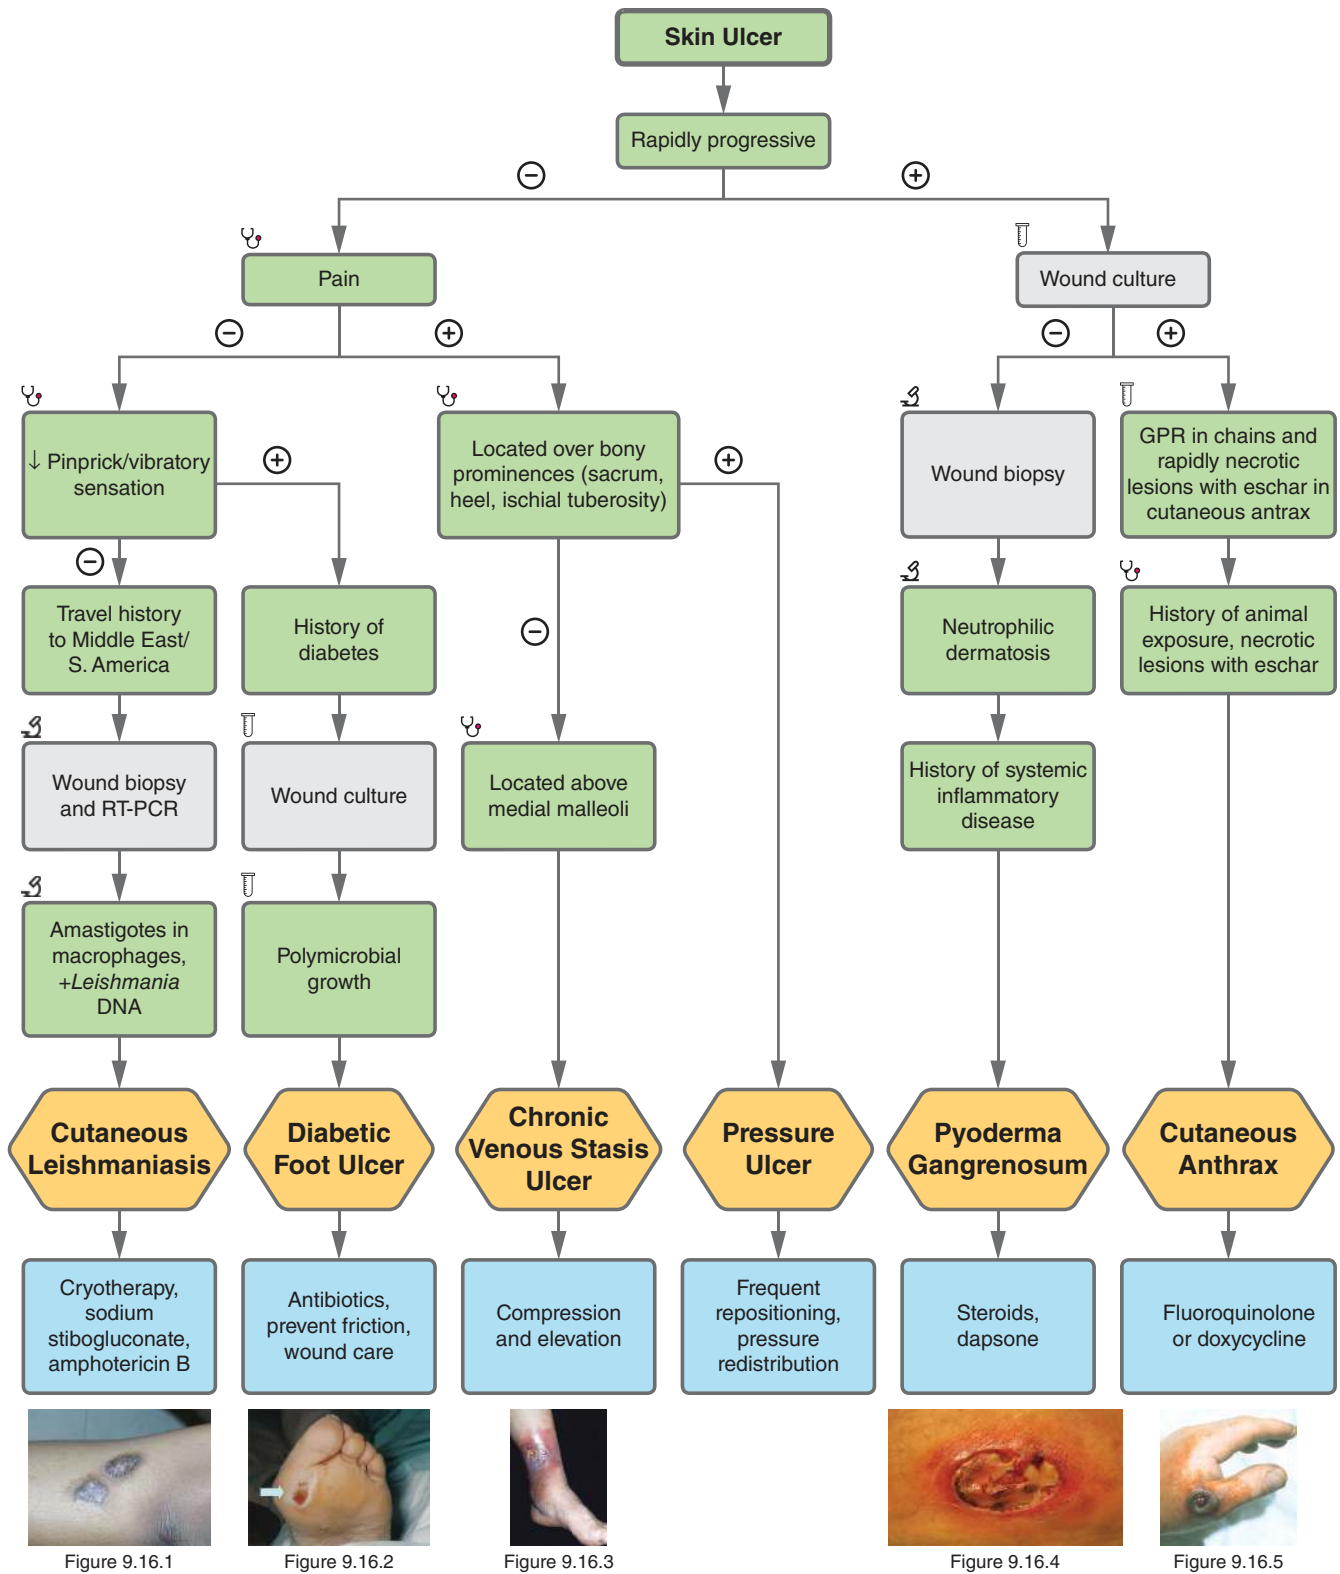 Skin Ulcer
Rapidly progressive
−
+
Pain
Wound culture
−
+
−
+
↓ Pinprick/vibratory
sensation
+
Located over bony
prominences (sacrum,
heel, ischial tuberosity)
+
Wound biopsy
GPR in chains and
rapidly necrotic
lesions with eschar in
cutaneous antrax
−
Travel history
to Middle East/
S. America
History of
diabetes
−
Neutrophilic
dermatosis
History of animal
exposure, necrotic
lesions with eschar
Wound biopsy
and RT-PCR
Wound culture
Located above
medial malleoli
History of systemic
inflammatory
disease
Amastigotes in
macrophages,
+Leishmania
DNA
Polymicrobial
growth
Cutaneous
Leishmaniasis
Diabetic
Foot Ulcer
Chronic
Venous Stasis
Ulcer
Pressure
Ulcer
Pyoderma
Gangrenosum
Cutaneous
Anthrax
Cryotherapy,
sodium
stibogluconate,
amphotericin B
Antibiotics,
prevent friction,
wound care
Compression
and elevation
Frequent
repositioning,
pressure
redistribution
Steroids,
dapsone
Fluoroquinolone
or doxycycline
Figure 9.16.1
Figure 9.16.2
Figure 9.16.3
Figure 9.16.4
Figure 9.16.5